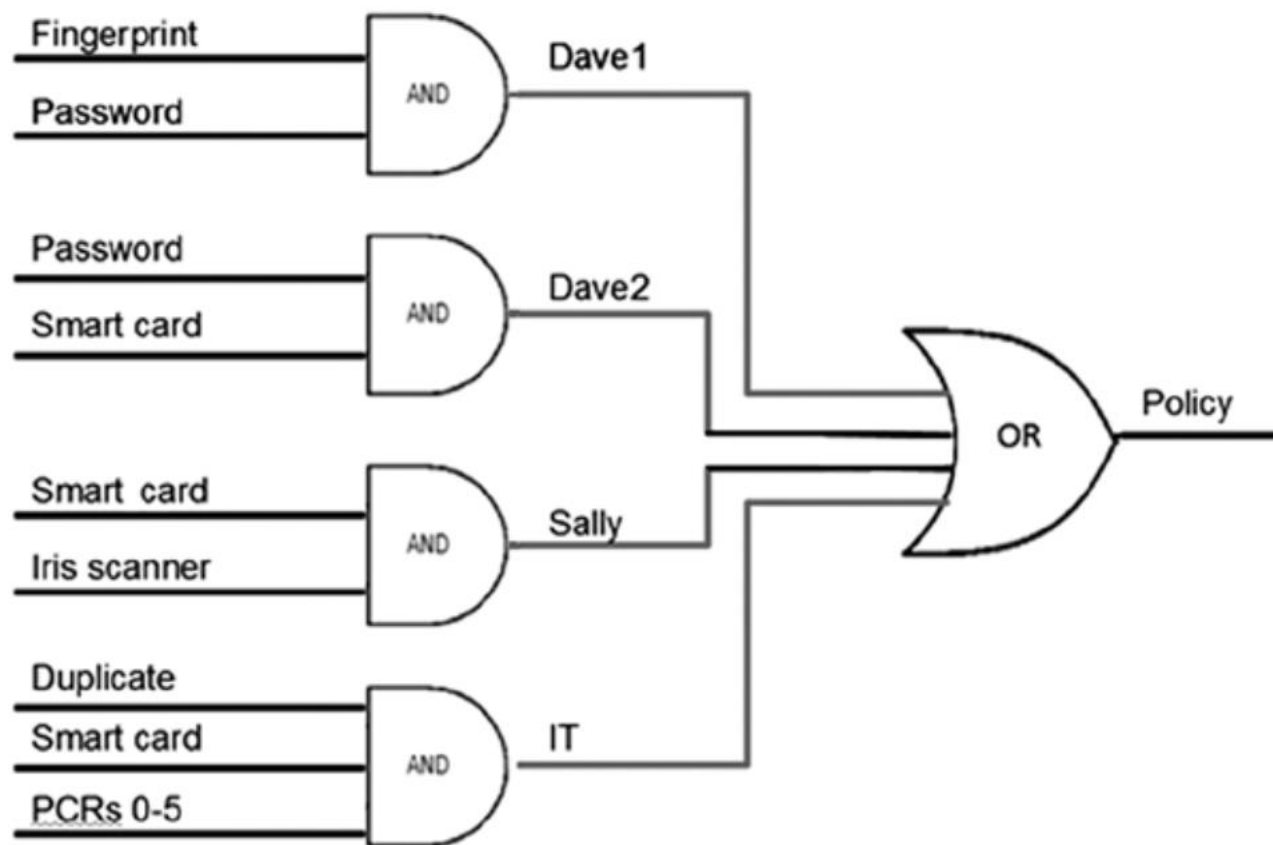 Fingerprint
Password
AND
Dave1
Password
Smart card
AND
Dave2
Smart card
Iris scanner
AND
Sally
Duplicate
Smart card
PCRs 0-5
AND
IT
OR
Policy